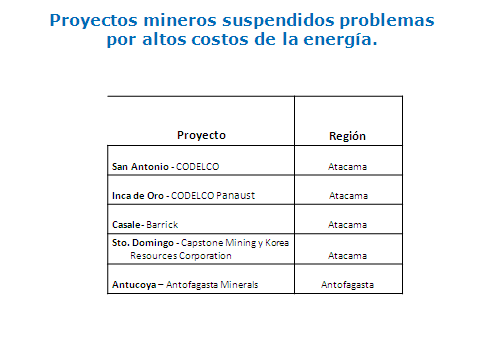 Proyectos mineros suspendidos problemas
por altos costos de la energía.
Proyecto Región
San Antonio - CODELCO Atacama
Inca de Oro - CODELCO Panaust Atacama
Casale- Barrick Atacama
Sto. Domingo - Capstone Mining y Korea
Resources Corporation Atacama
Antucoya – Antofagasta Minerals Antofagasta